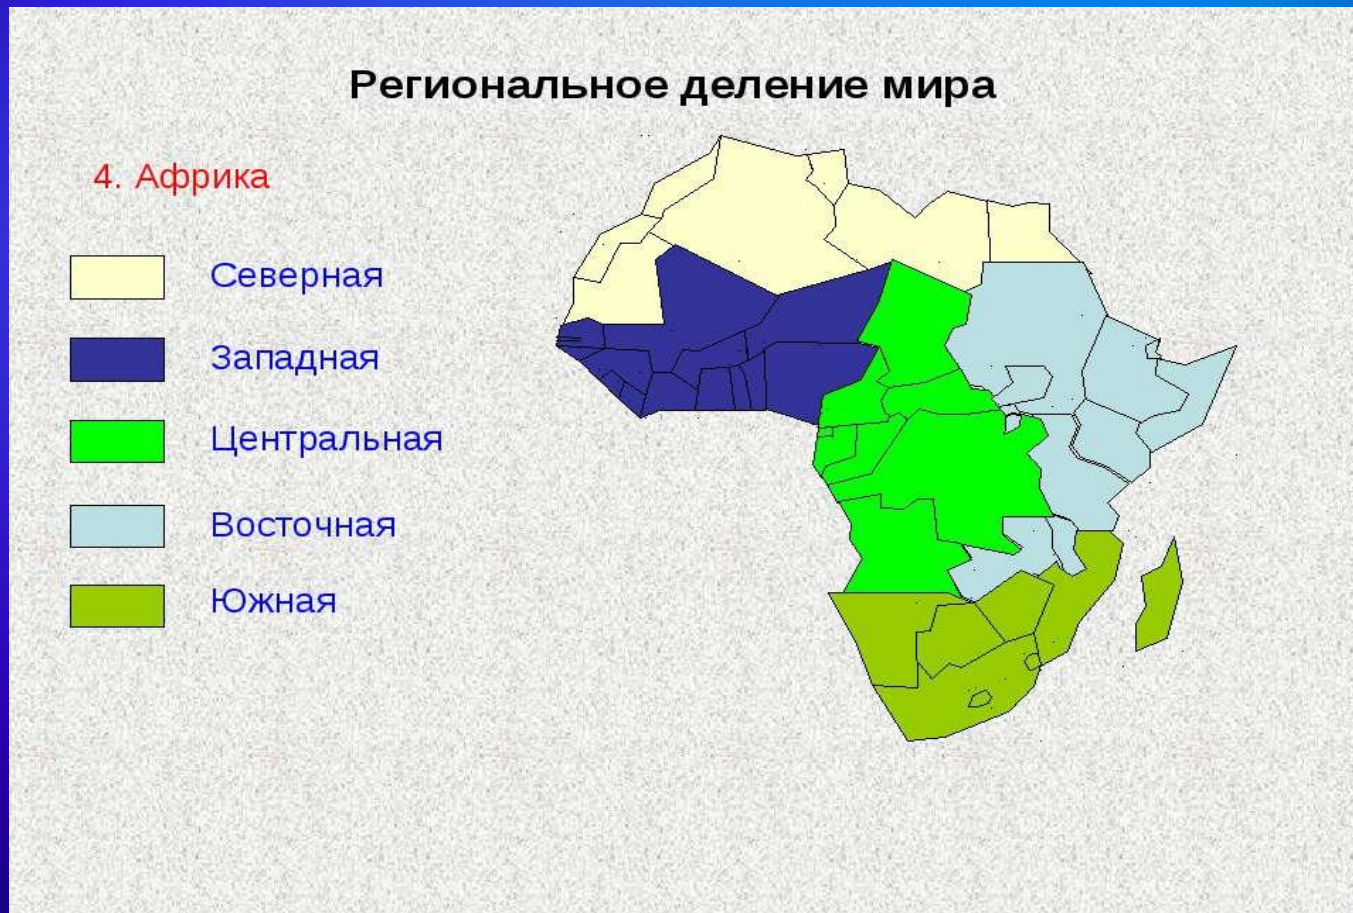 Региональное деление мира
4. Африка
Северная
Западная
Центральная
Восточная
Южная